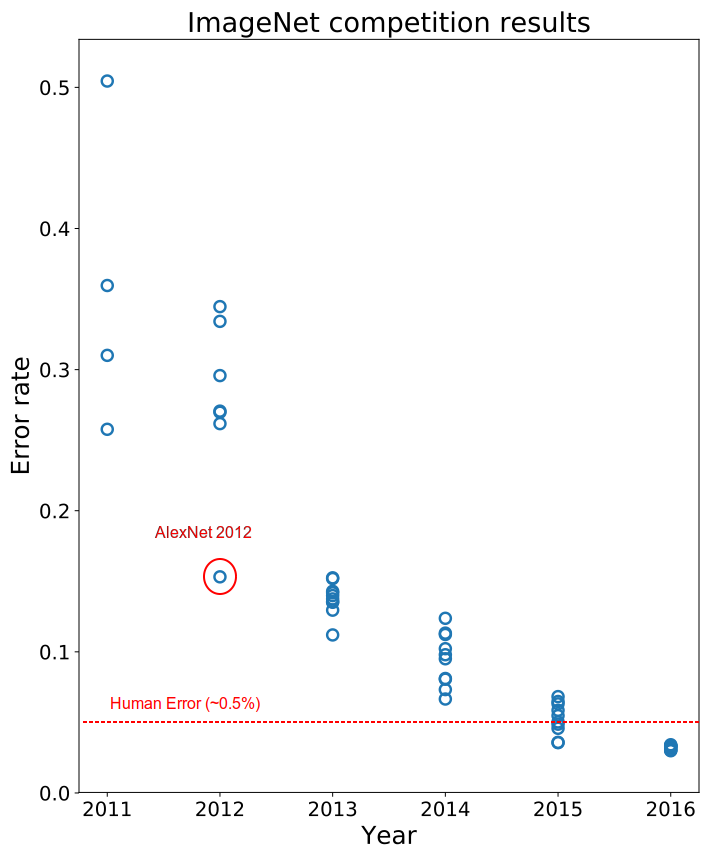 ImageNet competition results
0.5
0.4
0.3
0.2
0.1
0.0
Error rate
AlexNet 2012
Human Error (~0.5%)
2011 2012 2013 2014 2015 2016
Year